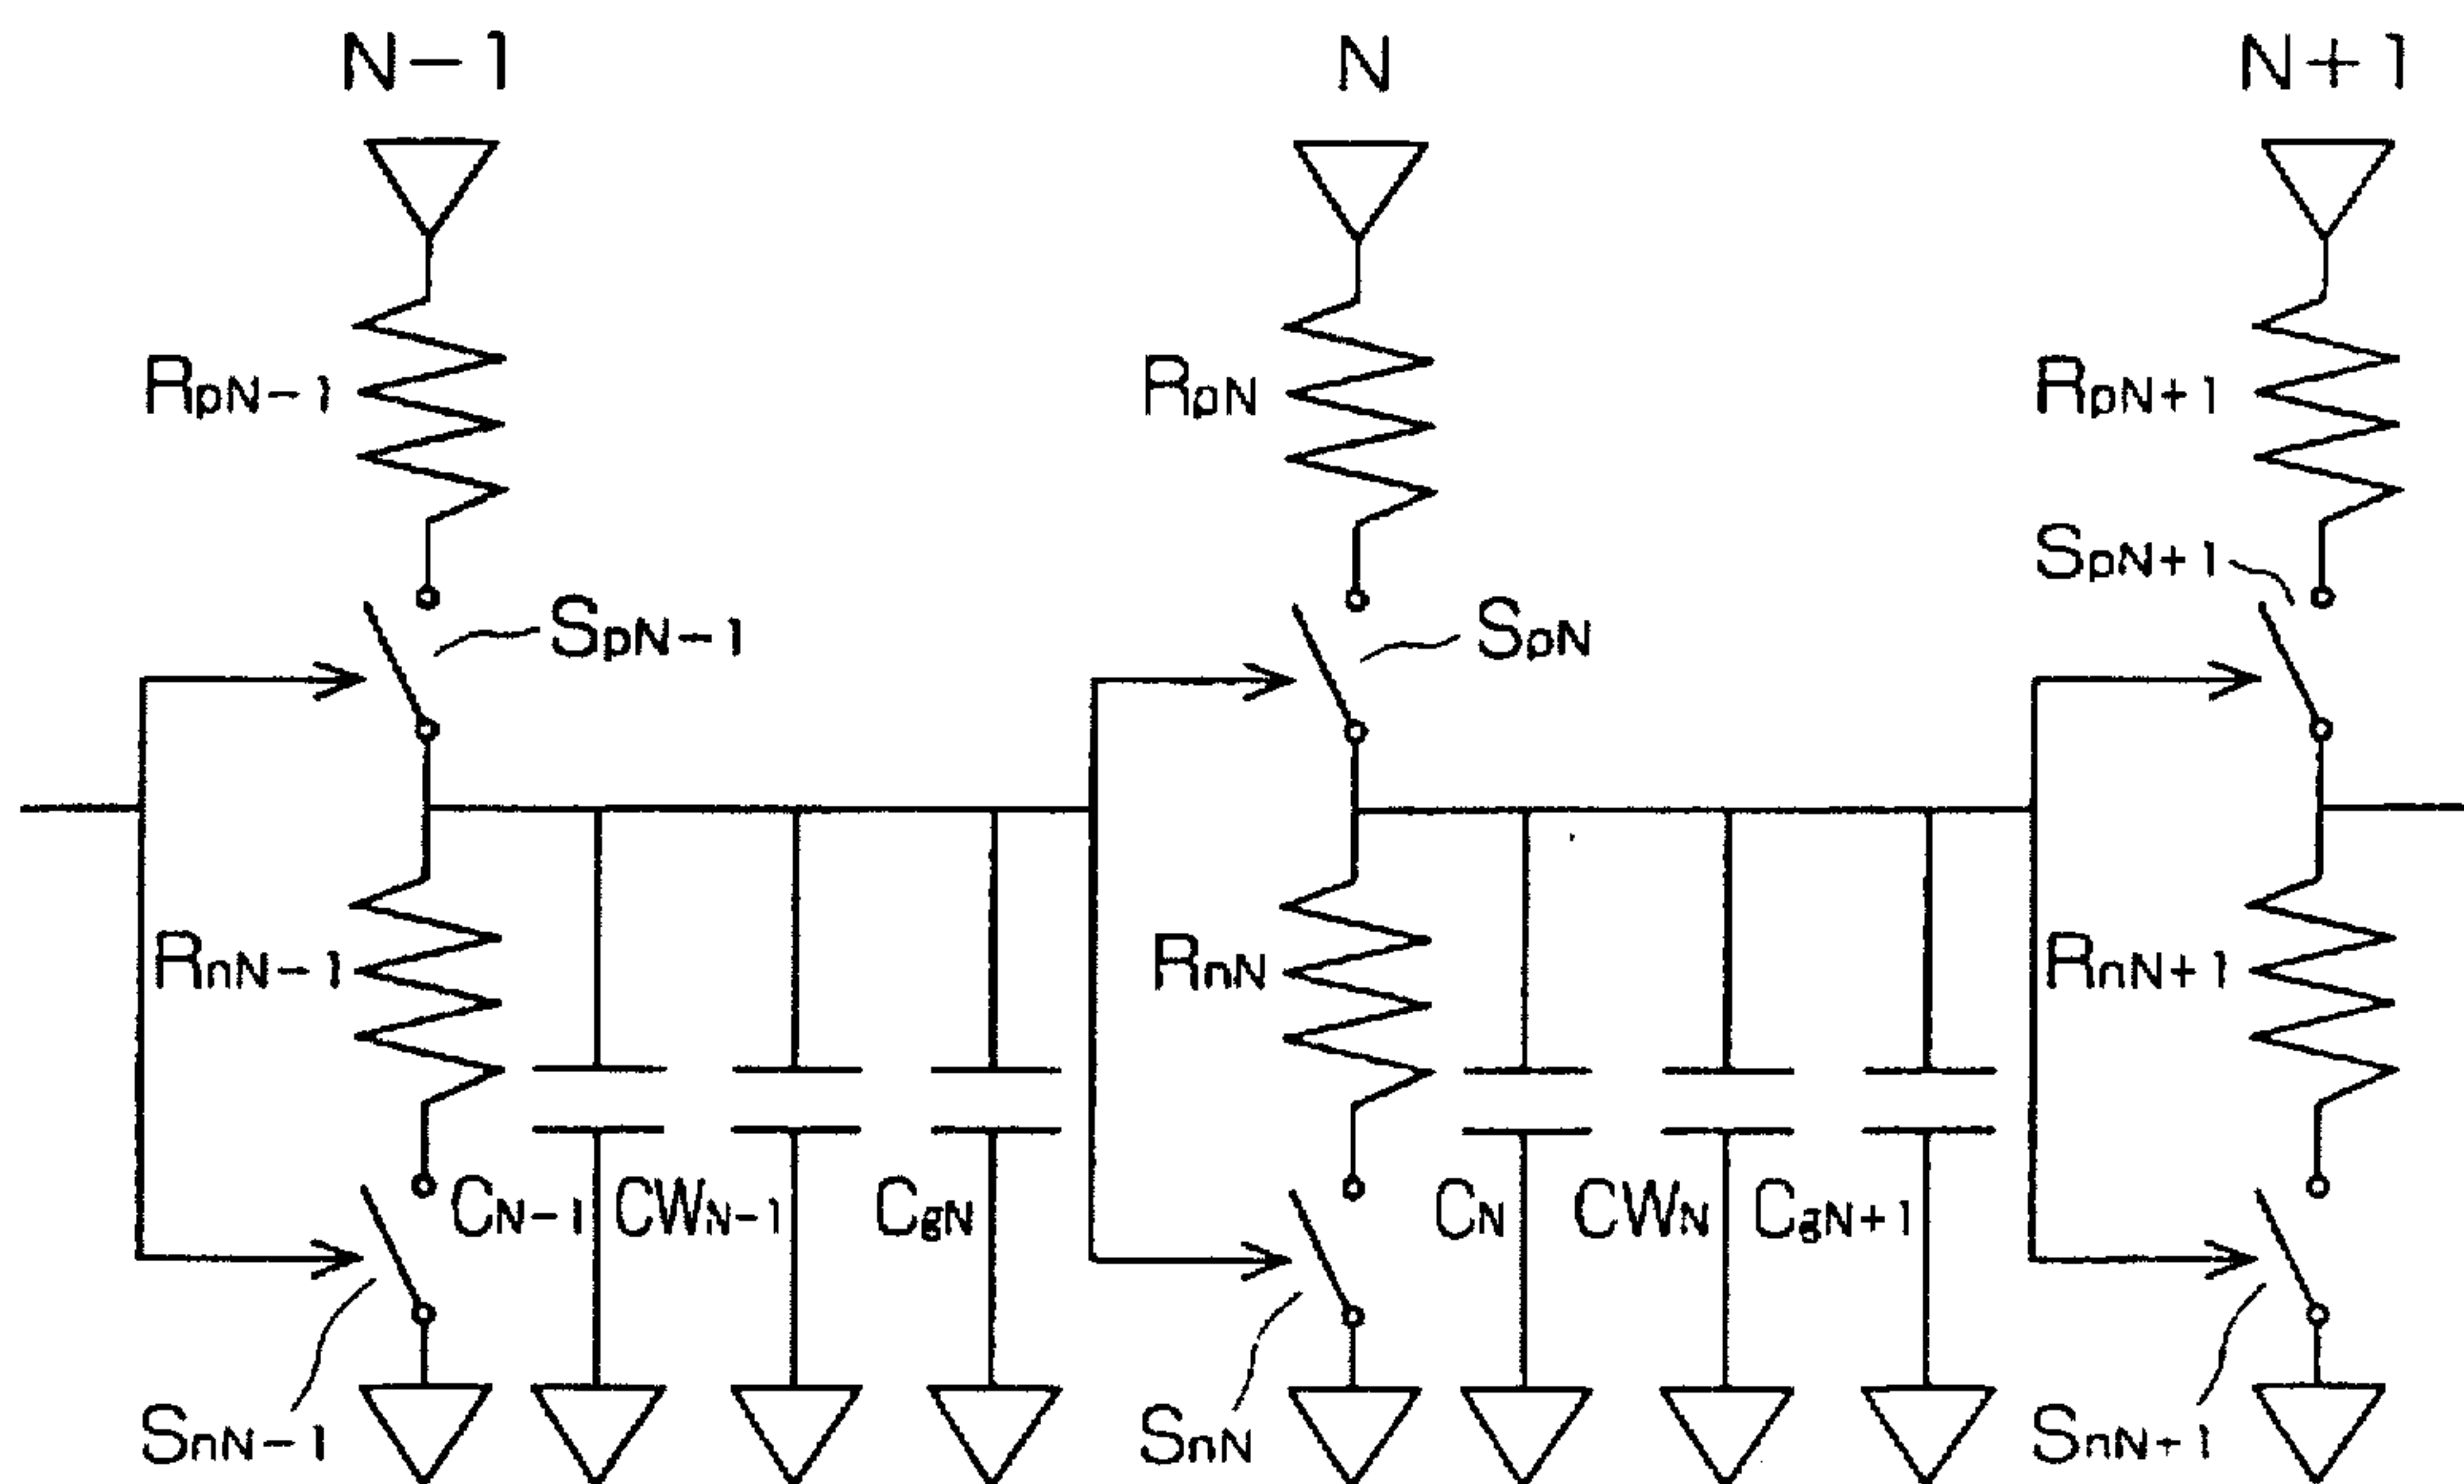 N-1 N N+1
RpN-1 RpN RpN+1
SpN+1
SpN-1 SpN
RnN-1 RnN RnN+1
CN-1 CWN-1 CgN CN CWN CgN+1
SnN-1 SnN SnN+1